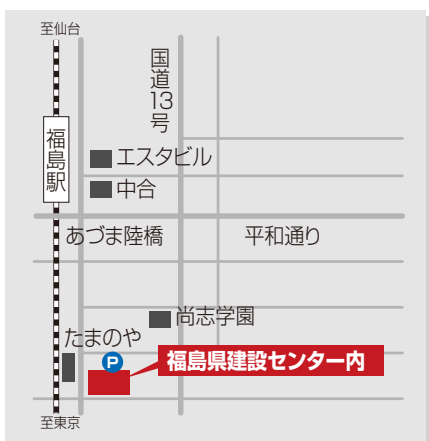 至仙台
国道13号
福島駅
エスタビル
中合
あづま陸橋
平和通り
尚志学園
たまのや
P
福島県建設センター内
至東京